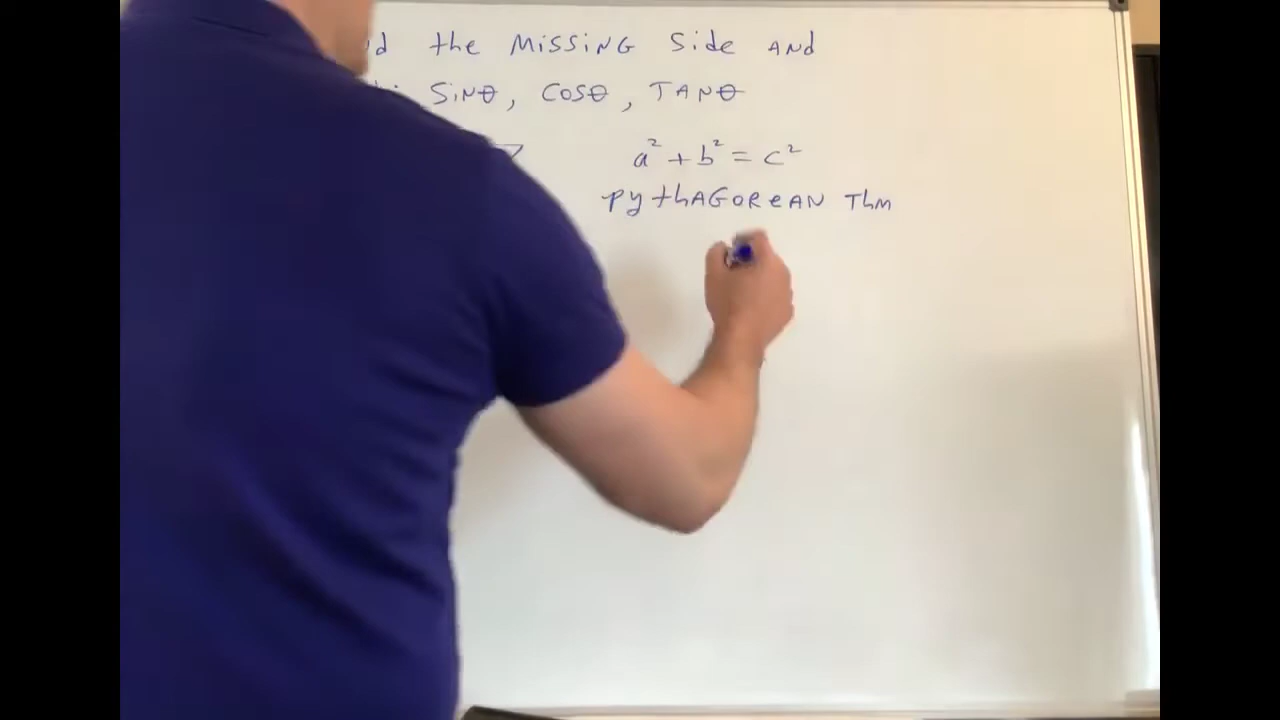 the Missing Side and
Sinθ, Cosθ, Tanθ
a² + b² = c²
Pythagorean Thm